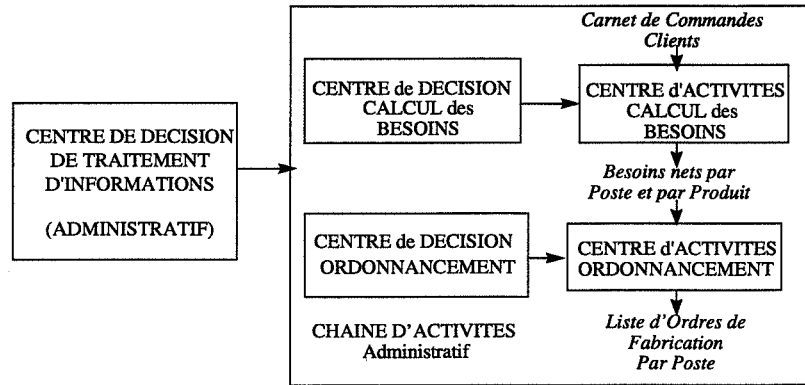 CENTRE DE DECISION
DE TRAITEMENT
D'INFORMATIONS
(ADMINISTRATIF)
Carnet de Commandes
Clients
CENTRE de DECISION
CALCUL des
BESOINS
CENTRE d'ACTIVITES
CALCUL des
BESOINS
Besoins nets par
Poste et par Produit
CENTRE de DECISION
ORDONNANCEMENT
CENTRE d'ACTIVITES
ORDONNANCEMENT
CHAINE D'ACTIVITES
Administratif
Liste d'Ordres de
Fabrication
Par Poste